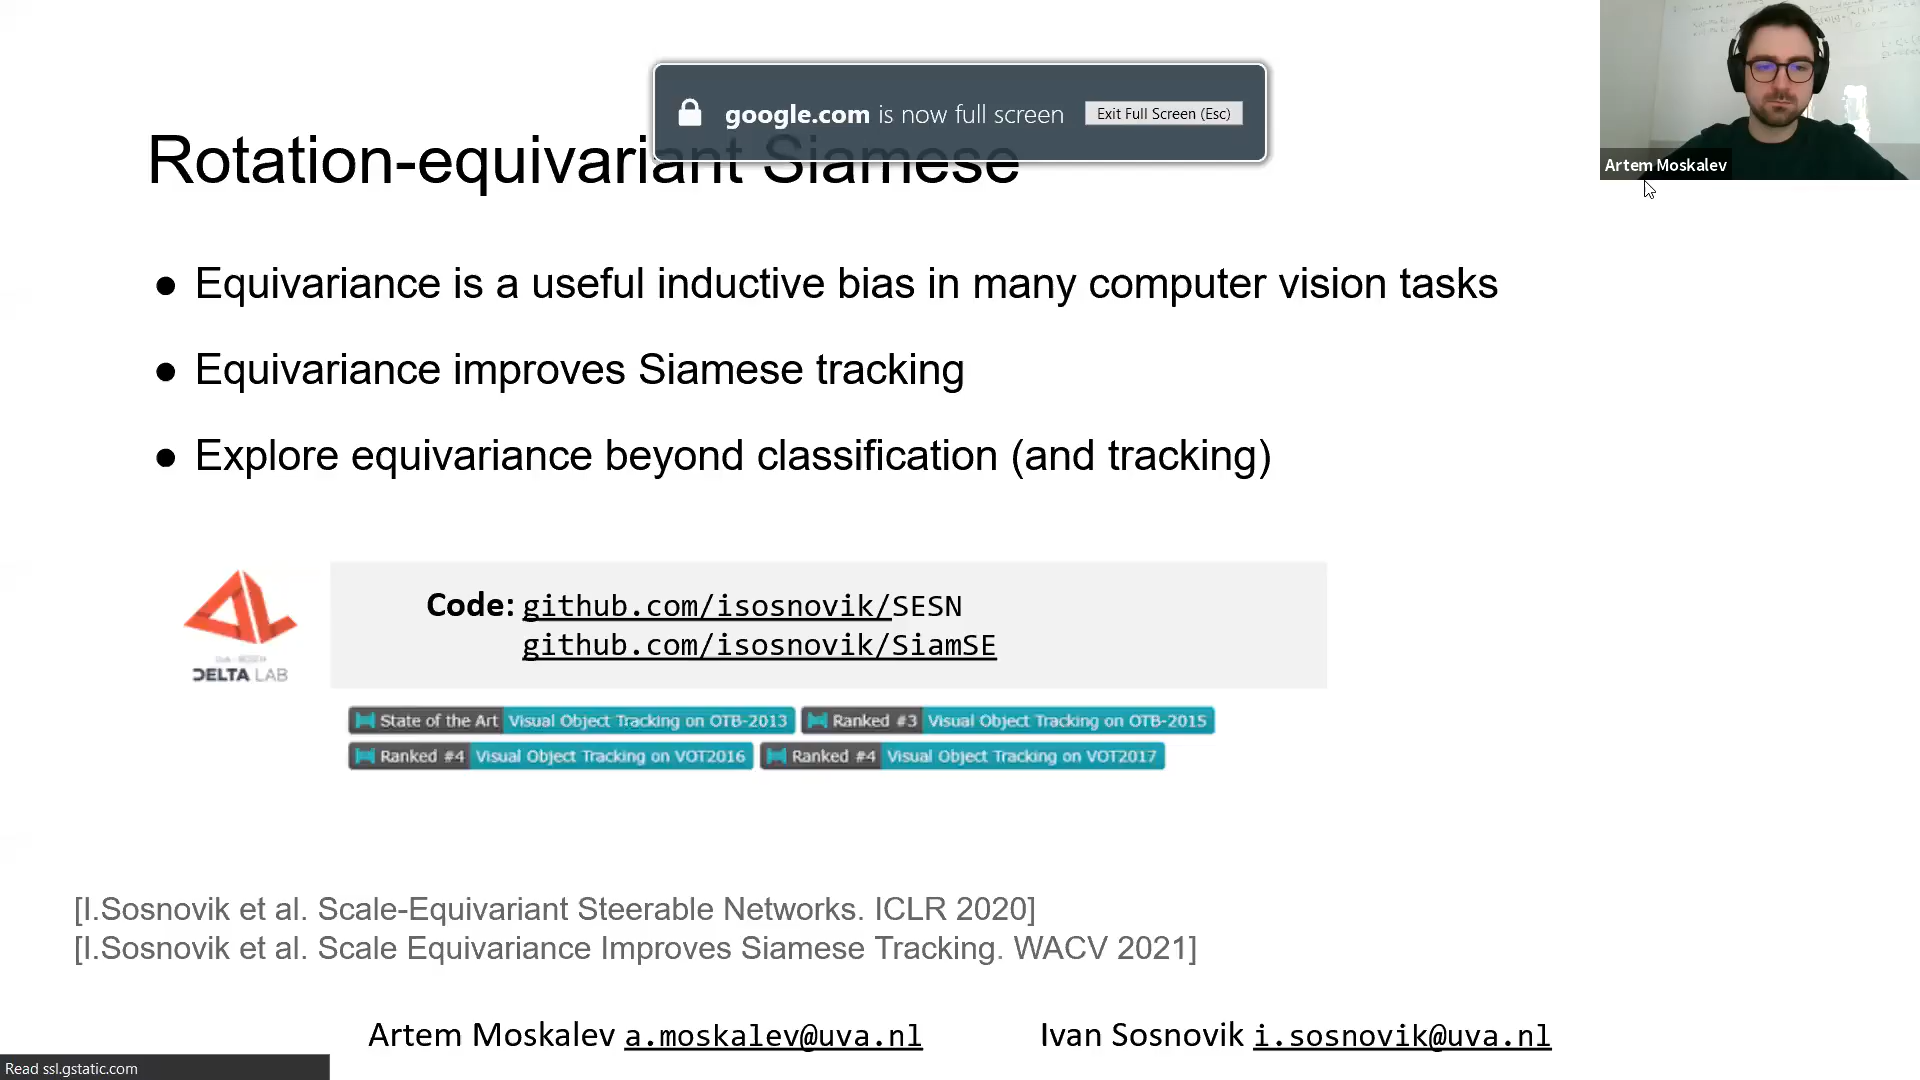 google.com is now full screen Exit Full Screen (Esc)
Artem Moskalev
Rotation-equivariant Siamese
● Equivariance is a useful inductive bias in many computer vision tasks
● Equivariance improves Siamese tracking
● Explore equivariance beyond classification (and tracking)
Code: github.com/isosnovik/SESN
github.com/isosnovik/SiamSE
DELTA LAB
State of the Art Visual Object Tracking on OTB-2013 Ranked #3 Visual Object Tracking on OTB-2015
Ranked #4 Visual Object Tracking on VOT2016 Ranked #4 Visual Object Tracking on VOT2017
[I.Sosnovik et al. Scale-Equivariant Steerable Networks. ICLR 2020]
[I.Sosnovik et al. Scale Equivariance Improves Siamese Tracking. WACV 2021]
Artem Moskalev a.moskalev@uva.nl Ivan Sosnovik i.sosnovik@uva.nl
Read ssl.gstatic.com